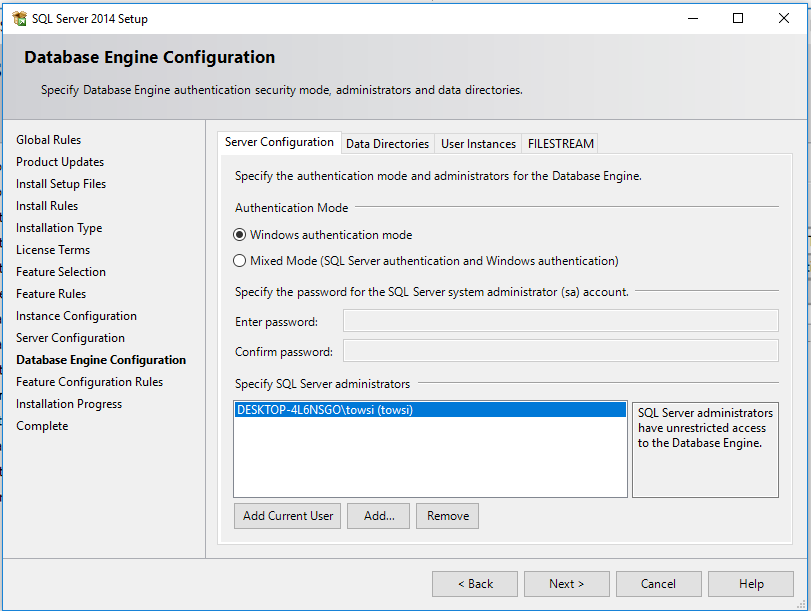 SQL Server 2014 Setup
Database Engine Configuration
Specify Database Engine authentication security mode, administrators and data directories.
Global Rules
Product Updates
Install Setup Files
Install Rules
Installation Type
License Terms
Feature Selection
Feature Rules
Instance Configuration
Server Configuration
Database Engine Configuration
Feature Configuration Rules
Installation Progress
Complete
Server Configuration Data Directories User Instances FILESTREAM
Specify the authentication mode and administrators for the Database Engine.
Authentication Mode
Windows authentication mode
Mixed Mode (SQL Server authentication and Windows authentication)
Specify the password for the SQL Server system administrator (sa) account.
Enter password:
Confirm password:
Specify SQL Server administrators
DESKTOP-4L6NSGO\towsi (towsi)
SQL Server administrators
have unrestricted access
to the Database Engine.
Add Current User Add... Remove
< Back Next > Cancel Help